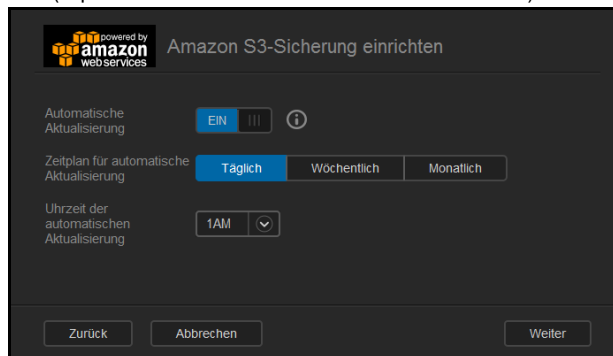 powered by
amazon
webservices
Amazon S3-Sicherung einrichten
Automatische
Aktualisierung
EIN
Zeitplan für automatische
Aktualisierung
Täglich
Wöchentlich
Monatlich
Uhrzeit der
automatischen
Aktualisierung
1AM
Zurück
Abbrechen
Weiter